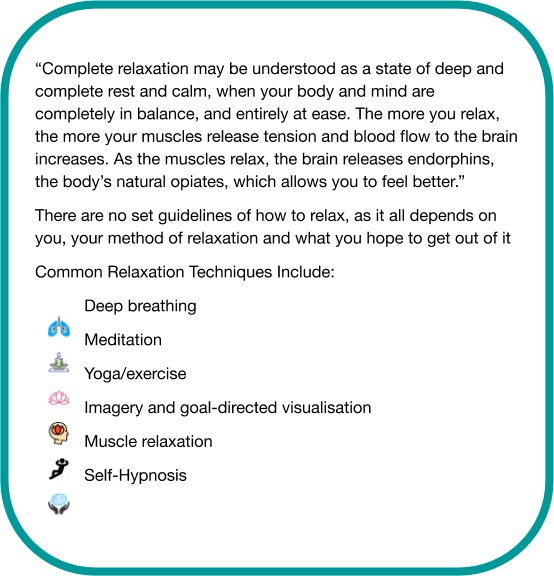 “Complete relaxation may be understood as a state of deep and
complete rest and calm, when your body and mind are
completely in balance, and entirely at ease. The more you relax,
the more your muscles release tension and blood flow to the brain
increases. As the muscles relax, the brain releases endorphins,
the body’s natural opiates, which allows you to feel better.”
There are no set guidelines of how to relax, as it all depends on
you, your method of relaxation and what you hope to get out of it
Common Relaxation Techniques Include:
Deep breathing
Meditation
Yoga/exercise
Imagery and goal-directed visualisation
Muscle relaxation
Self-Hypnosis